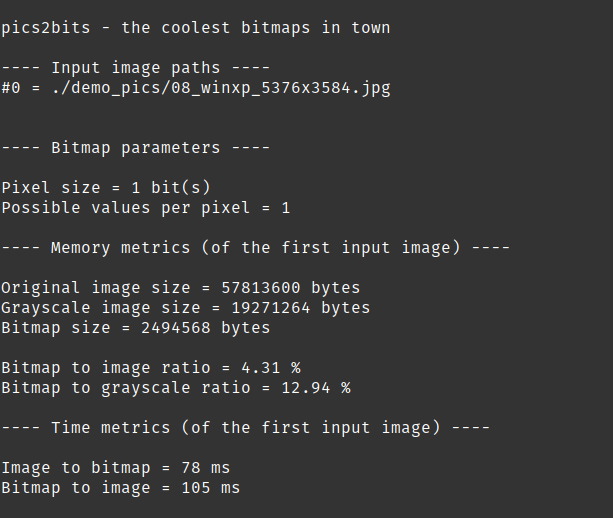 pics2bits - the coolest bitmaps in town
---- Input image paths ----
#0 = ./demo_pics/08_winxp_5376x3584.jpg
---- Bitmap parameters ----
Pixel size = 1 bit(s)
Possible values per pixel = 1
---- Memory metrics (of the first input image) ----
Original image size = 57813600 bytes
Grayscale image size = 19271264 bytes
Bitmap size = 2494568 bytes
Bitmap to image ratio = 4.31 %
Bitmap to grayscale ratio = 12.94 %
---- Time metrics (of the first input image) ----
Image to bitmap = 78 ms
Bitmap to image = 105 ms